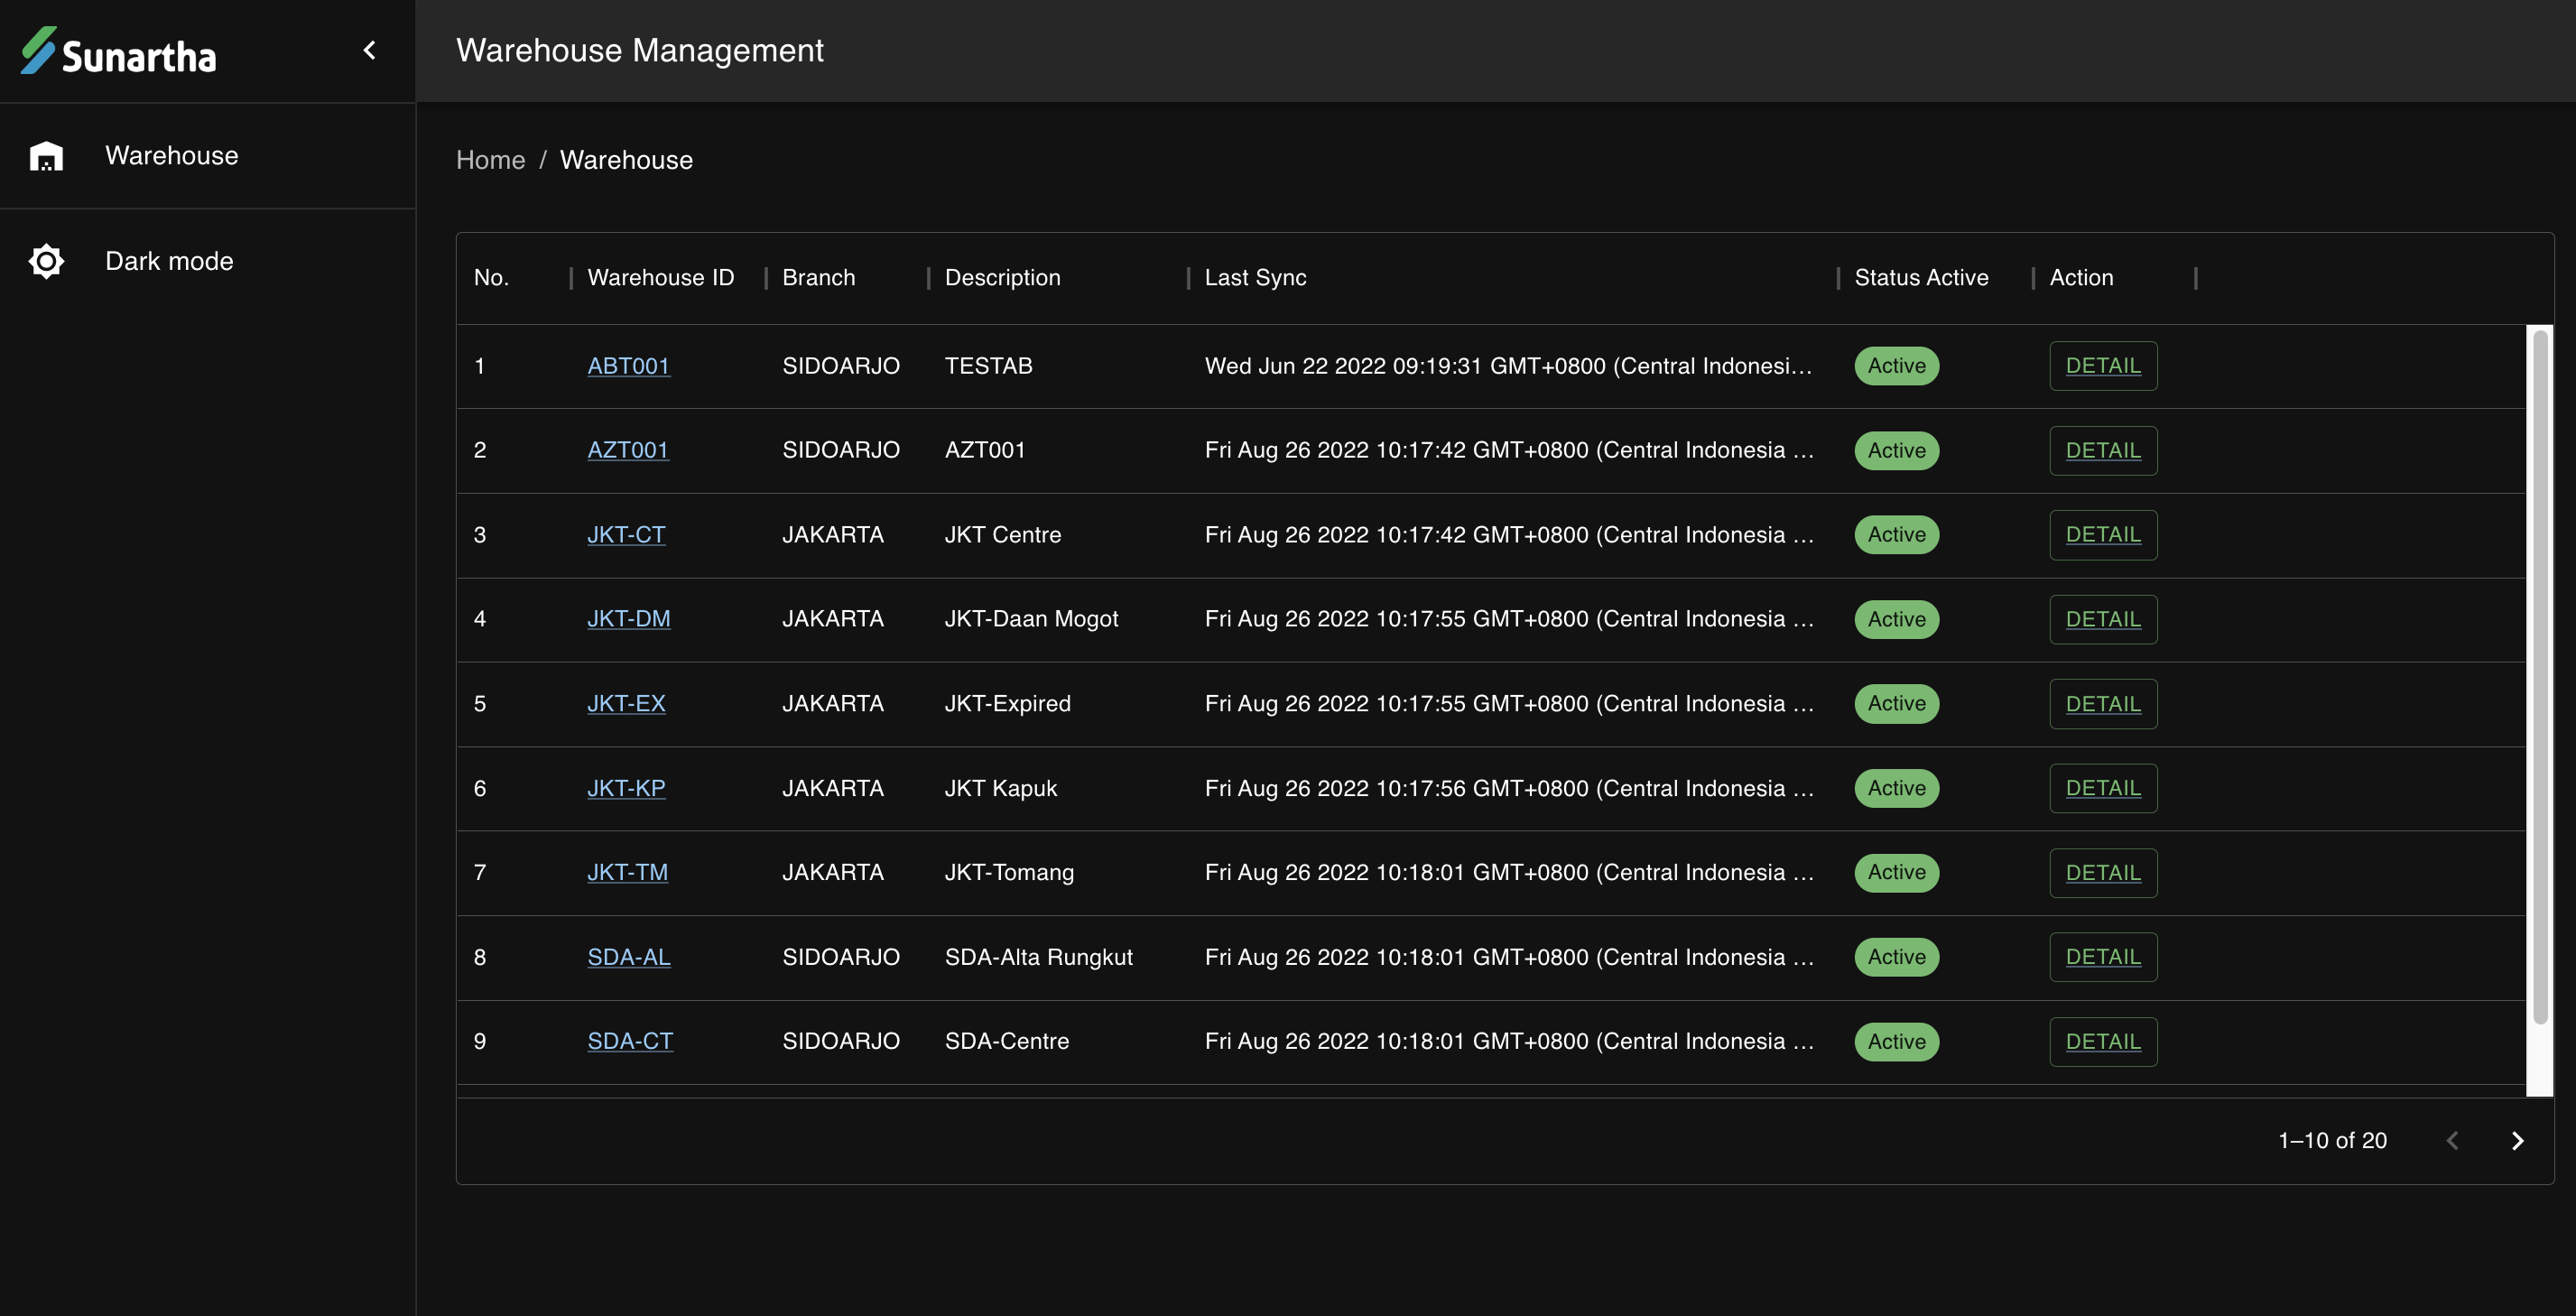 Sunartha
Warehouse Management
Warehouse
Dark mode
Home / Warehouse
No. Warehouse ID Branch Description Last Sync Status Active Action
1 ABT001 SIDOARJO TESTAB Wed Jun 22 2022 09:19:31 GMT+0800 (Central Indonesi... Active DETAIL
2 AZT001 SIDOARJO AZT001 Fri Aug 26 2022 10:17:42 GMT+0800 (Central Indonesia ... Active DETAIL
3 JKT-CT JAKARTA JKT Centre Fri Aug 26 2022 10:17:42 GMT+0800 (Central Indonesia ... Active DETAIL
4 JKT-DM JAKARTA JKT-Daan Mogot Fri Aug 26 2022 10:17:55 GMT+0800 (Central Indonesia ... Active DETAIL
5 JKT-EX JAKARTA JKT-Expired Fri Aug 26 2022 10:17:55 GMT+0800 (Central Indonesia ... Active DETAIL
6 JKT-KP JAKARTA JKT Kapuk Fri Aug 26 2022 10:17:56 GMT+0800 (Central Indonesia ... Active DETAIL
7 JKT-TM JAKARTA JKT-Tomang Fri Aug 26 2022 10:18:01 GMT+0800 (Central Indonesia ... Active DETAIL
8 SDA-AL SIDOARJO SDA-Alta Rungkut Fri Aug 26 2022 10:18:01 GMT+0800 (Central Indonesia ... Active DETAIL
9 SDA-CT SIDOARJO SDA-Centre Fri Aug 26 2022 10:18:01 GMT+0800 (Central Indonesia ... Active DETAIL
1–10 of 20